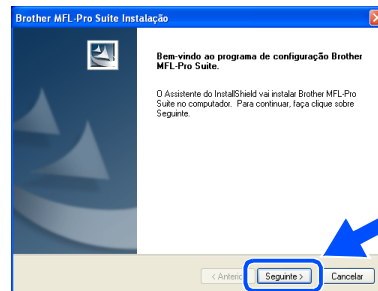 Brother MFL-Pro Suite Instalação
Bem-vindo ao programa de configuração Brother
MFL-Pro Suite.
O Assistente do InstallShield vai instalar Brother MFL-Pro
Suite no computador. Para continuar, faça clique sobre
Seguinte.
Seguinte > Cancelar